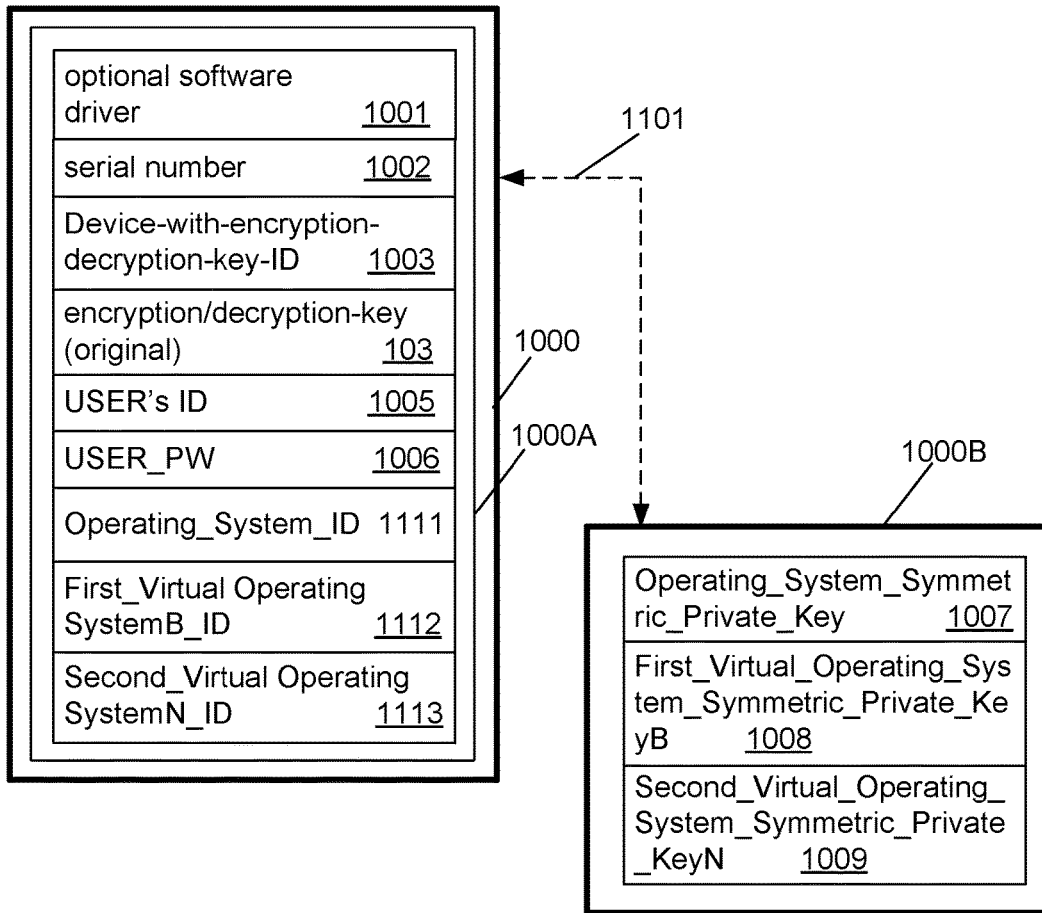 optional software
driver 1001
serial number 1002
Device-with-encryption-
decryption-key-ID 1003
encryption/decryption-key
(original) 103
USER's ID 1005
USER_PW 1006
Operating_System_ID 1111
First_Virtual Operating
SystemB_ID 1112
Second_Virtual Operating
SystemN_ID 1113
1101
1000
1000A
1000B
Operating_System_Symmet
ric_Private_Key 1007
First_Virtual_Operating_Sys
tem_Symmetric_Private_Ke
yB 1008
Second_Virtual_Operating_
System_Symmetric_Private
_KeyN 1009